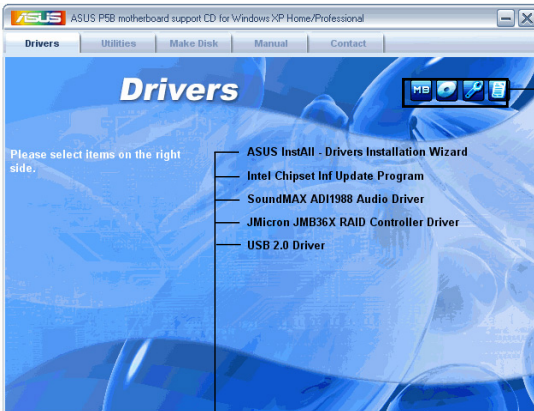 ASUS ASUS P5B motherboard support CD for Windows XP Home/Professional
Drivers Utilities Make Disk Manual Contact
Drivers
MB
Please select items on the right
side.
ASUS InstAll - Drivers Installation Wizard
Intel Chipset Inf Update Program
SoundMAX ADI1988 Audio Driver
JMicron JMB36X RAID Controller Driver
USB 2.0 Driver